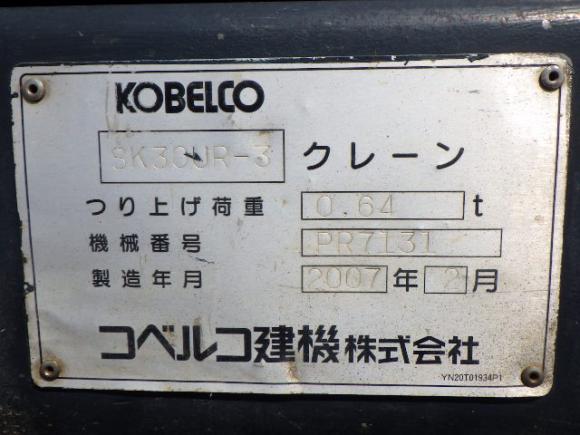 KOBELCO
SK30UR-3 クレーン
つり上げ荷重 0.64 t
機械番号 PR7131
製造年月 2007 年 2 月
コベルコ建機株式会社
YN20T01934P1